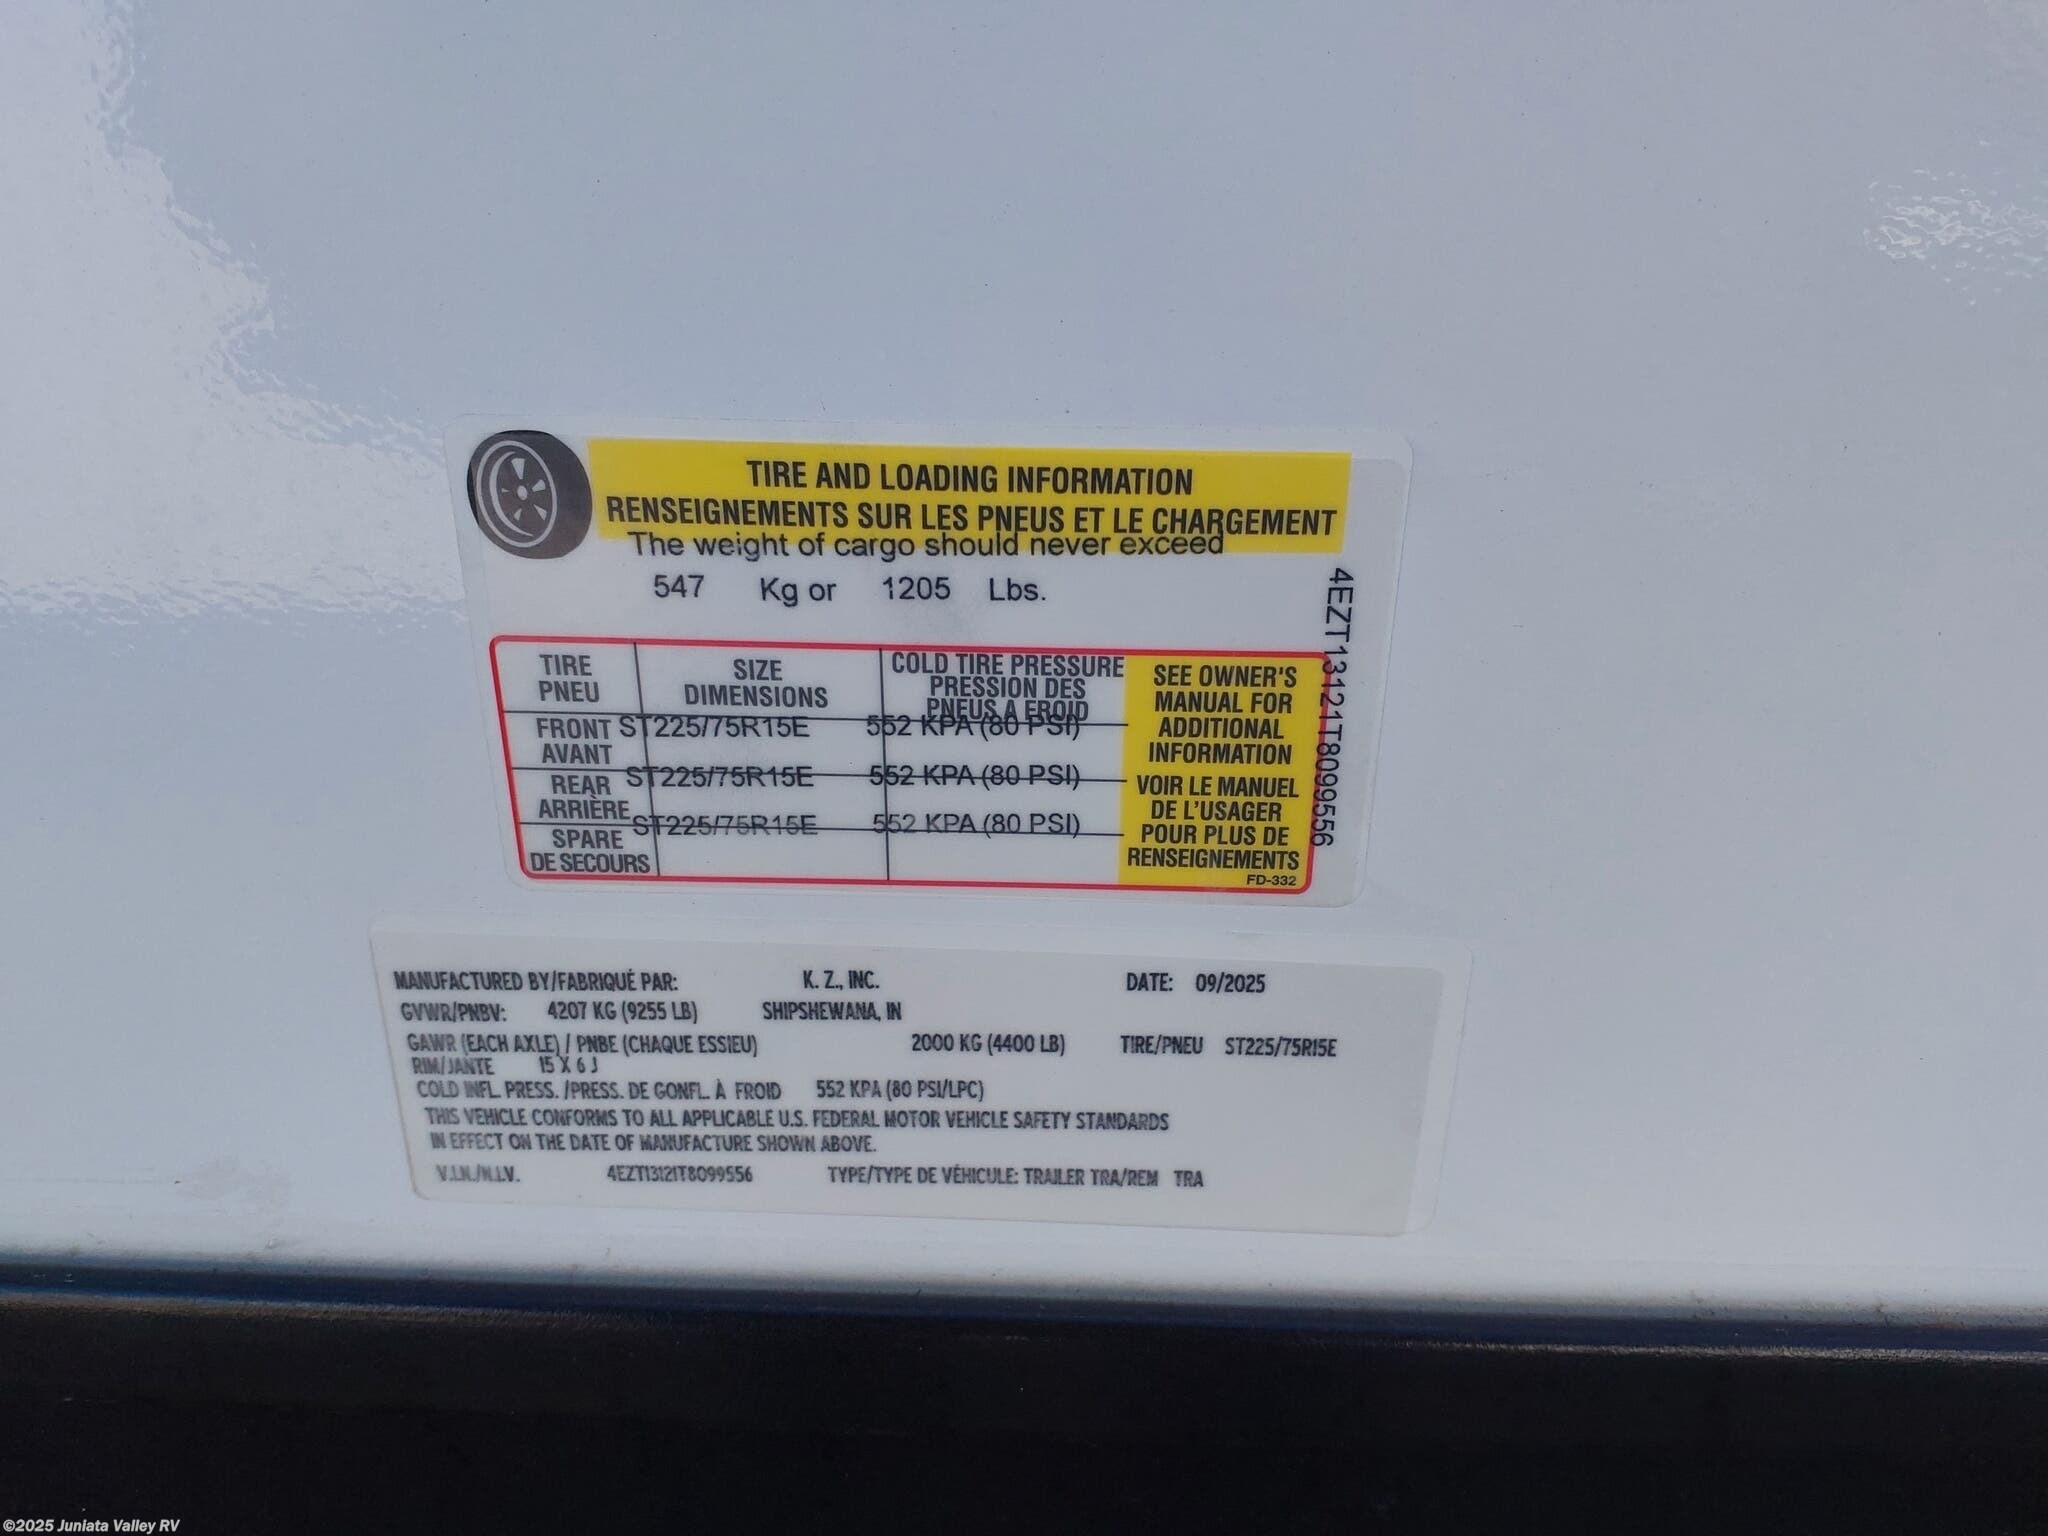 TIRE AND LOADING INFORMATION
RENSEIGNEMENTS SUR LES PNEUS ET LE CHARGEMENT
The weight of cargo should never exceed
547 Kg or 1205 Lbs.
4EZT13121T8099556
TIRE SIZE COLD TIRE PRESSURE
PNEU DIMENSIONS PRESSION DES
PNEUS A FROID
FRONT ST225/75R15E 552 KPA (80 PSI)
AVANT
REAR ST225/75R15E 552 KPA (80 PSI)
ARRIÈRE
SPARE ST225/75R15E 552 KPA (80 PSI)
DE SECOURS
SEE OWNER'S
MANUAL FOR
ADDITIONAL
INFORMATION
VOIR LE MANUEL
DE L'USAGER
POUR PLUS DE
RENSEIGNEMENTS
FD-332
MANUFACTURED BY/FABRIQUÉ PAR: K. Z., INC. DATE: 09/2025
GVWR/PNBV: 4207 KG (9255 LB) SHIPSHEWANA, IN
GAWR (EACH AXLE) / PNBE (CHAQUE ESSIEU) 2000 KG (4400 LB) TIRE/PNEU ST225/75R15E
RIM/JANTE 15 X 6 J
COLD INFL. PRESS. /PRESS. DE GONFL. À FROID 552 KPA (80 PSI/LPC)
THIS VEHICLE CONFORMS TO ALL APPLICABLE U.S. FEDERAL MOTOR VEHICLE SAFETY STANDARDS
IN EFFECT ON THE DATE OF MANUFACTURE SHOWN ABOVE.
V.I.N./N.I.V. 4EZT13121T8099556 TYPE/TYPE DE VÉHICULE: TRAILER TRA/REM TRA
©2025 Juniata Valley RV